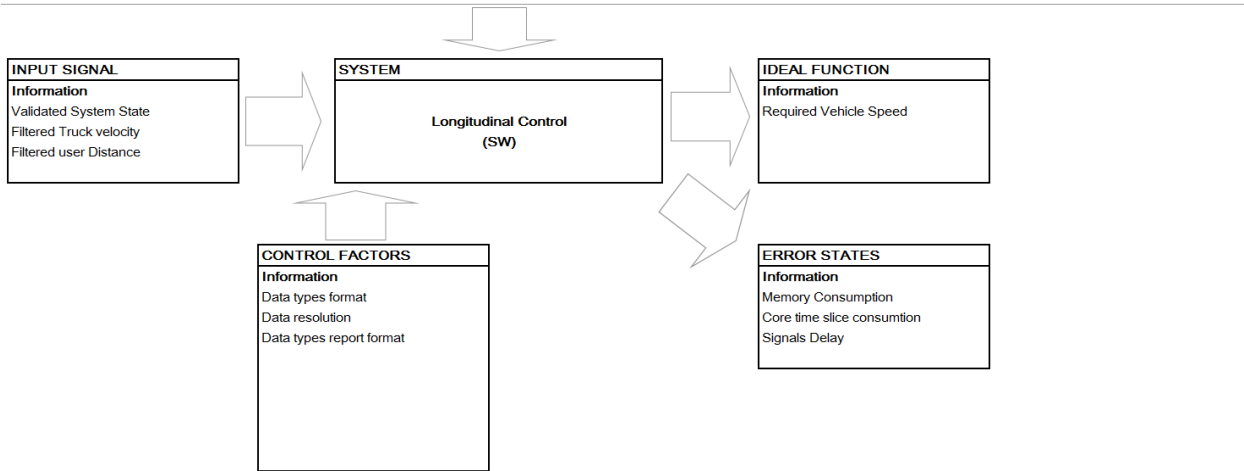 INPUT SIGNAL
Information
Validated System State
Filtered Truck velocity
Filtered user Distance
SYSTEM
Longitudinal Control
(SW)
IDEAL FUNCTION
Information
Required Vehicle Speed
CONTROL FACTORS
Information
Data types format
Data resolution
Data types report format
ERROR STATES
Information
Memory Consumption
Core time slice consumtion
Signals Delay